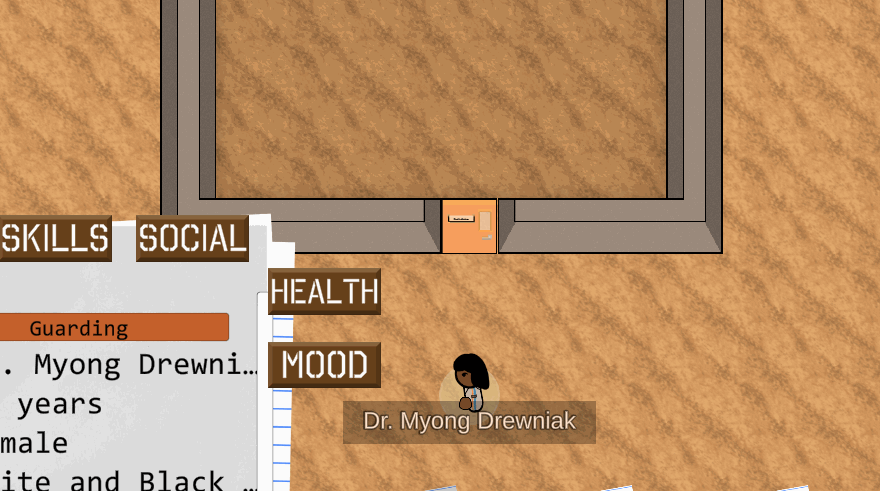 SKILLS SOCIAL
HEALTH
Guarding
. Myong Drewni…
MOOD
years
male
ite and Black …
Dr. Myong Drewniak